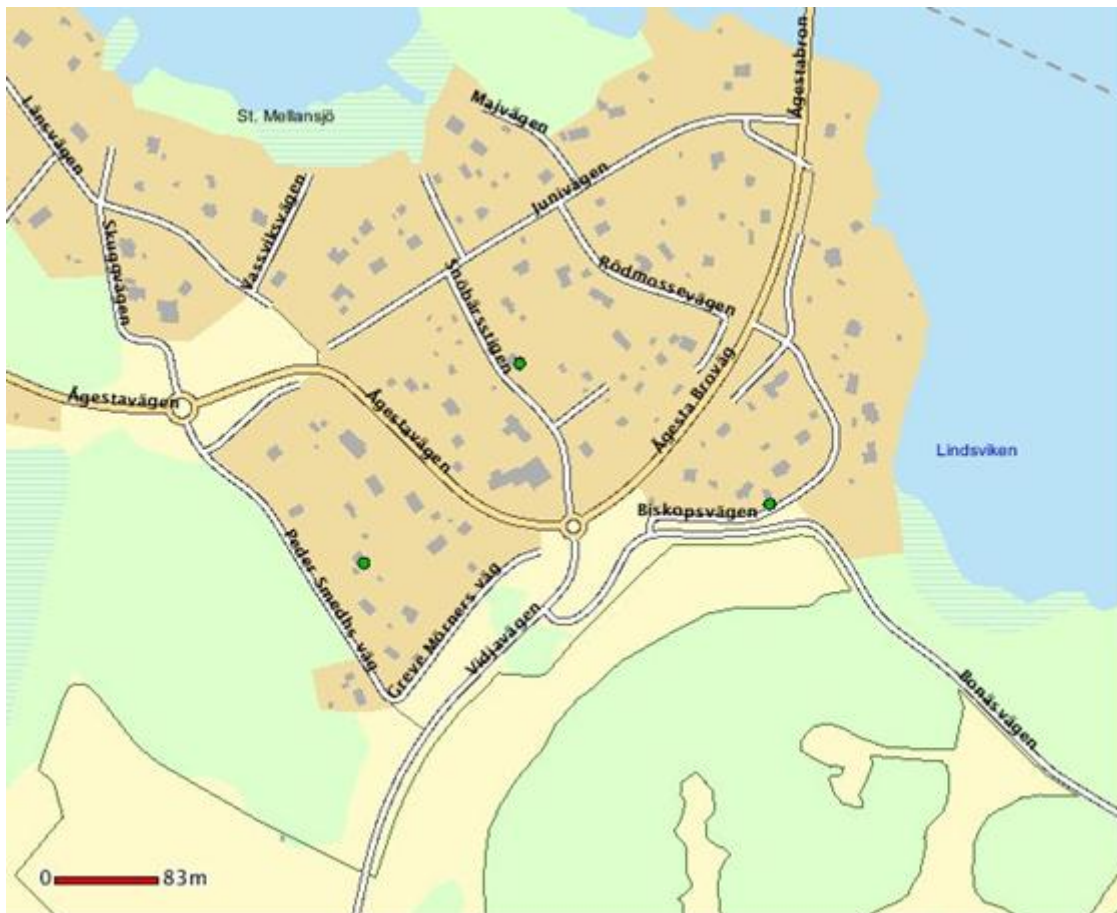 Ågestabron
Majvägen
St. Mellansjö
Länsvägen
Junivägen
Vassviksvägen
Skuggvägen
Snöbärsstigen
Rödmossevägen
Ågestavägen
Ågestavägen
Ågesta Broväg
Lindsviken
Biskopsvägen
Peder Smedhs väg
Greve Mörners väg
Vidjavägen
Bonäsvägen
0 83m